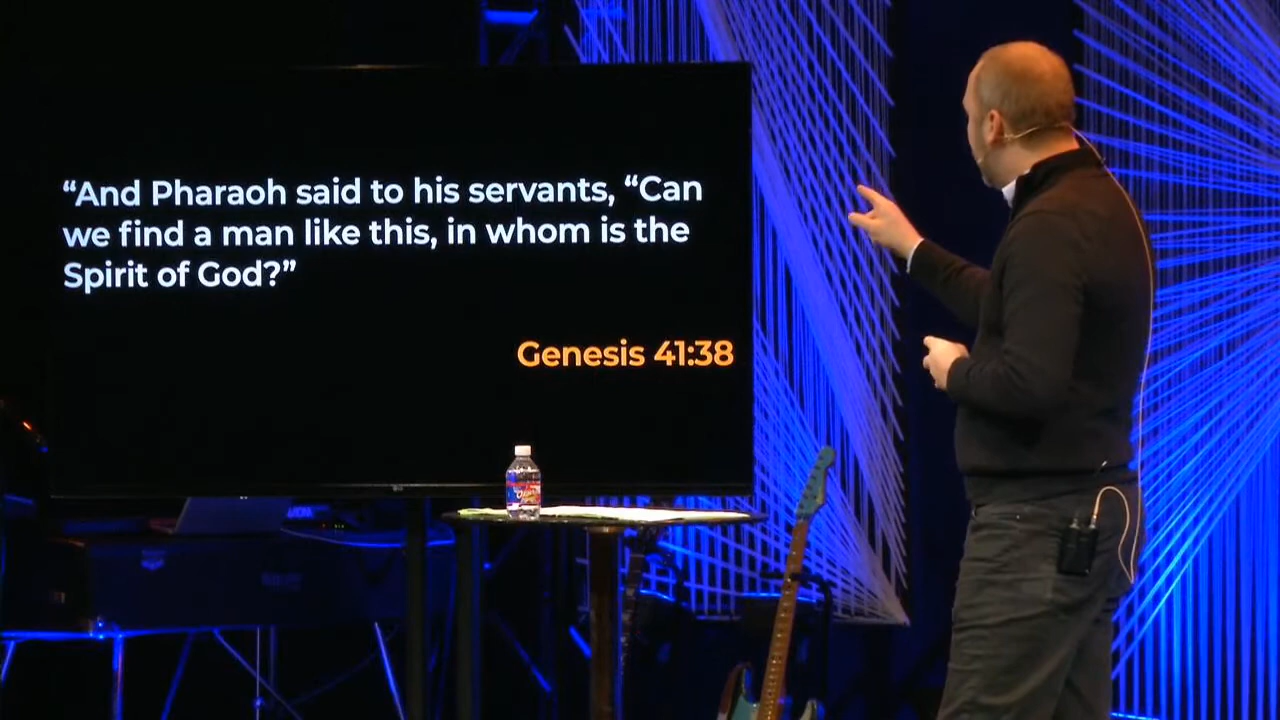 “And Pharaoh said to his servants, “Can
we find a man like this, in whom is the
Spirit of God?”
Genesis 41:38